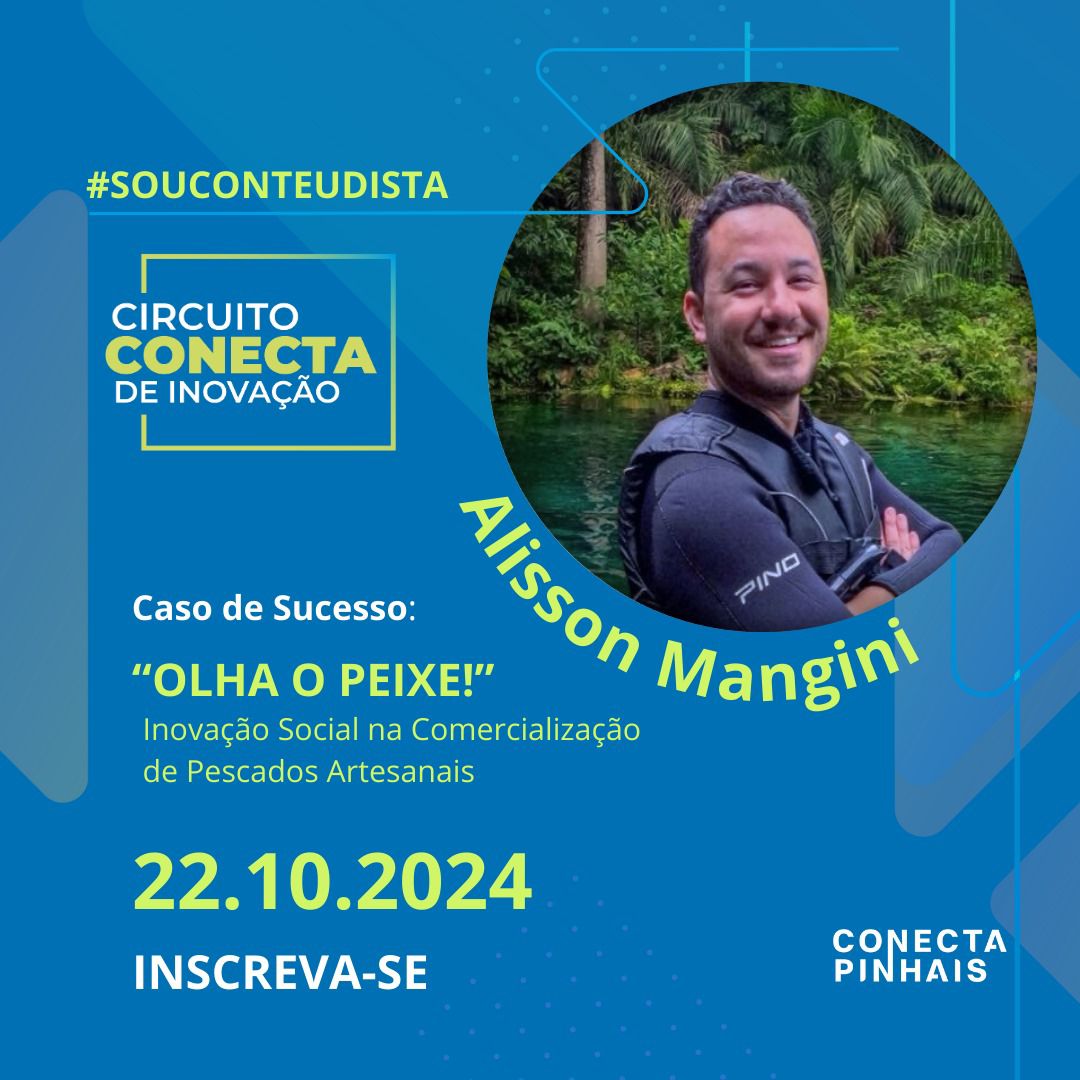 #SOUCONTEUDISTA
CIRCUITO
CONECTA
DE INOVAÇÃO
PINO
Alisson Mangini
Caso de Sucesso:
“OLHA O PEIXE!”
Inovação Social na Comercialização
de Pescados Artesanais
22.10.2024
INSCREVA-SE
CONECTA
PINHAIS